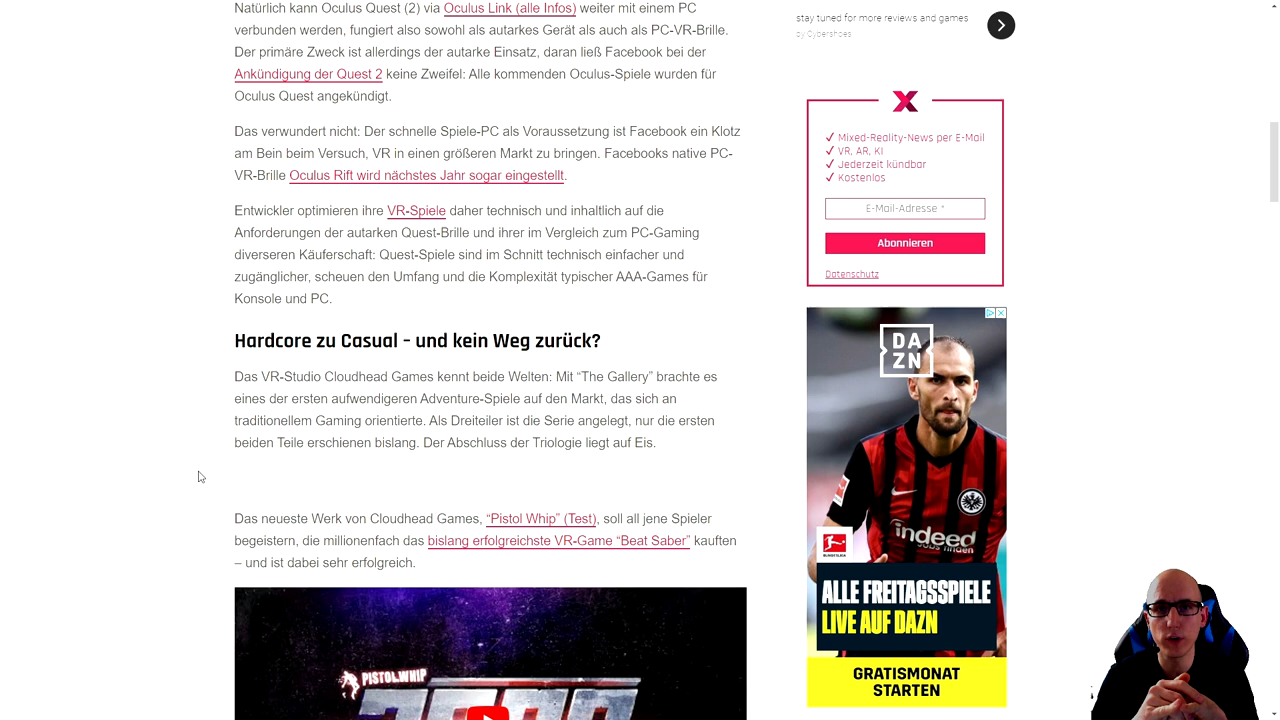 Natürlich kann Oculus Quest (2) via Oculus Link (alle Infos) weiter mit einem PC
verbunden werden, fungiert also sowohl als autarkes Gerät als auch als PC-VR-Brille.
Der primäre Zweck ist allerdings der autarke Einsatz, daran ließ Facebook bei der
Ankündigung der Quest 2 keine Zweifel: Alle kommenden Oculus-Spiele wurden für
Oculus Quest angekündigt.
Das verwundert nicht: Der schnelle Spiele-PC als Voraussetzung ist Facebook ein Klotz
am Bein beim Versuch, VR in einen größeren Markt zu bringen. Facebooks native PC-
VR-Brille Oculus Rift wird nächstes Jahr sogar eingestellt.
Entwickler optimieren ihre VR-Spiele daher technisch und inhaltlich auf die
Anforderungen der autarken Quest-Brille und ihrer im Vergleich zum PC-Gaming
diverseren Käuferschaft: Quest-Spiele sind im Schnitt technisch einfacher und
zugänglicher, scheuen den Umfang und die Komplexität typischer AAA-Games für
Konsole und PC.
Hardcore zu Casual – und kein Weg zurück?
Das VR-Studio Cloudhead Games kennt beide Welten: Mit “The Gallery” brachte es
eines der ersten aufwendigeren Adventure-Spiele auf den Markt, das sich an
traditionellem Gaming orientierte. Als Dreiteiler ist die Serie angelegt, nur die ersten
beiden Teile erschienen bislang. Der Abschluss der Triologie liegt auf Eis.
Das neueste Werk von Cloudhead Games, “Pistol Whip” (Test), soll all jene Spieler
begeistern, die millionenfach das bislang erfolgreichste VR-Game “Beat Saber” kauften
– und ist dabei sehr erfolgreich.
PISTOL WHIP
stay tuned for more reviews and games
by Cybershoes
✓ Mixed-Reality-News per E-Mail
✓ VR, AR, KI
✓ Jederzeit kündbar
✓ Kostenlos
E-Mail-Adresse *
Abonnieren
Datenschutz
DA
ZN
indeed
BUNDESLIGA
ALLE FREITAGSSPIELE
LIVE AUF DAZN
GRATISMONAT
STARTEN